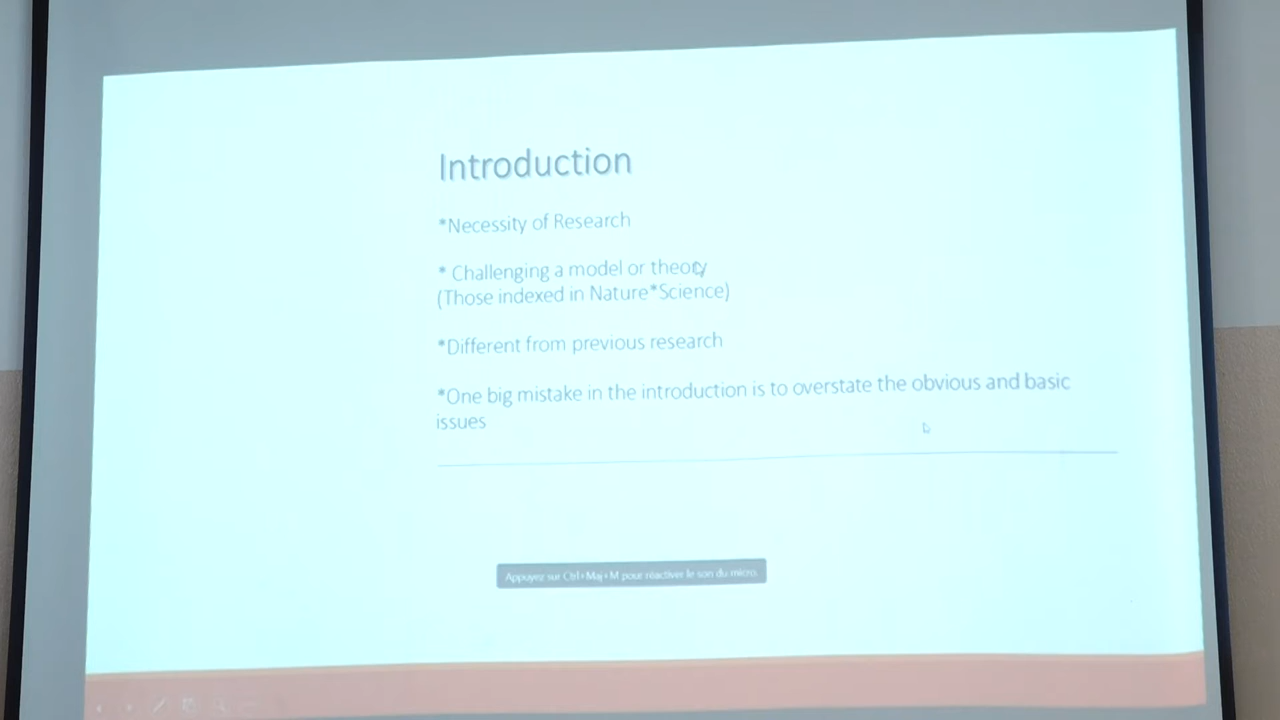 Introduction
*Necessity of Research
* Challenging a model or theory
(Those indexed in Nature*Science)
*Different from previous research
*One big mistake in the introduction is to overstate the obvious and basic
issues
Appuyez sur Ctrl+Maj+M pour réactiver le son du micro.